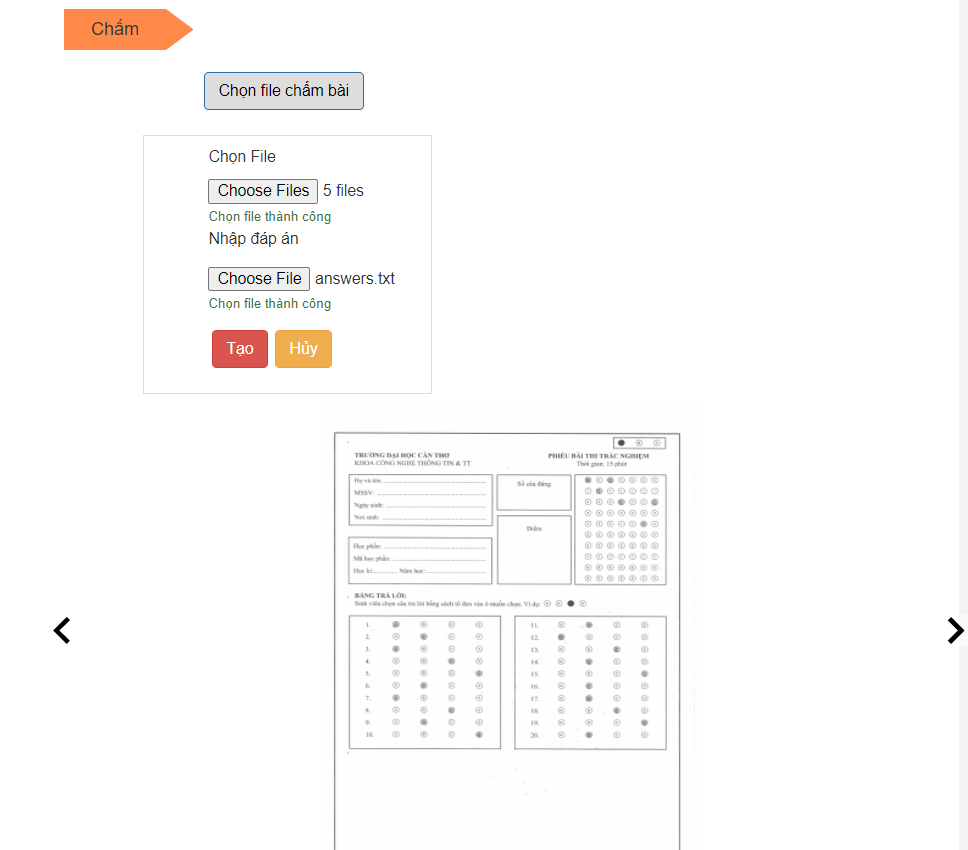 Chấm
Chọn file chấm bài
Chọn File
Choose Files 5 files
Chọn file thành công
Nhập đáp án
Choose File answers.txt
Chọn file thành công
Tạo Hủy
TRƯỜNG ĐẠI HỌC CẦN THƠ
KHOA CÔNG NGHỆ THÔNG TIN & TT
PHIẾU BÀI THI TRẮC NGHIỆM
Thời gian: 15 phút
Họ và tên:
MSSV:
Ngày sinh:
Nơi sinh:
Số câu đúng
Điểm
Học phần:
Mã học phần:
Học kì: Năm học:
BẢNG TRẢ LỜI:
Sinh viên chọn câu trả lời bằng cách tô đen vào ô muốn chọn. Ví dụ:
1.
2.
3.
4.
5.
6.
7.
8.
9.
10.
11.
12.
13.
14.
15.
16.
17.
18.
19.
20.